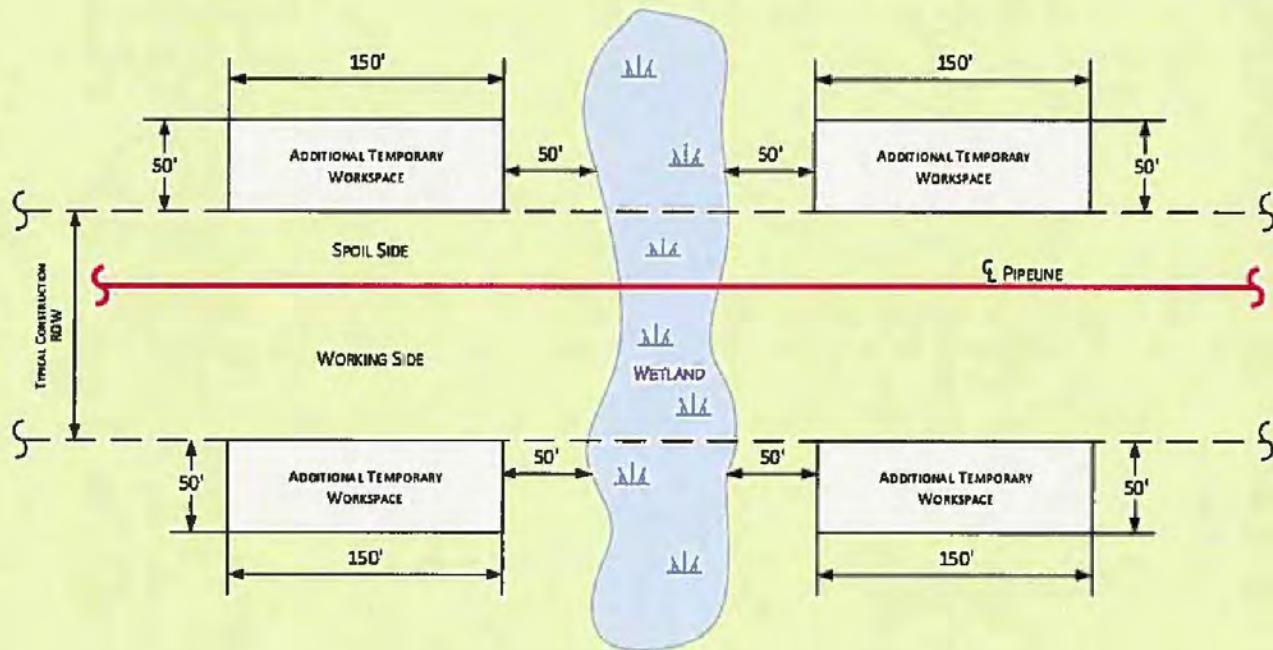 150'
150'
50'
ADDITIONAL TEMPORARY
WORKSPACE
50'
50'
ADDITIONAL TEMPORARY
WORKSPACE
50'
TYPICAL CONSTRUCTION
ROW
SPOIL SIDE
℄ PIPELINE
WORKING SIDE
WETLAND
50'
ADDITIONAL TEMPORARY
WORKSPACE
50'
50'
ADDITIONAL TEMPORARY
WORKSPACE
50'
150'
150'